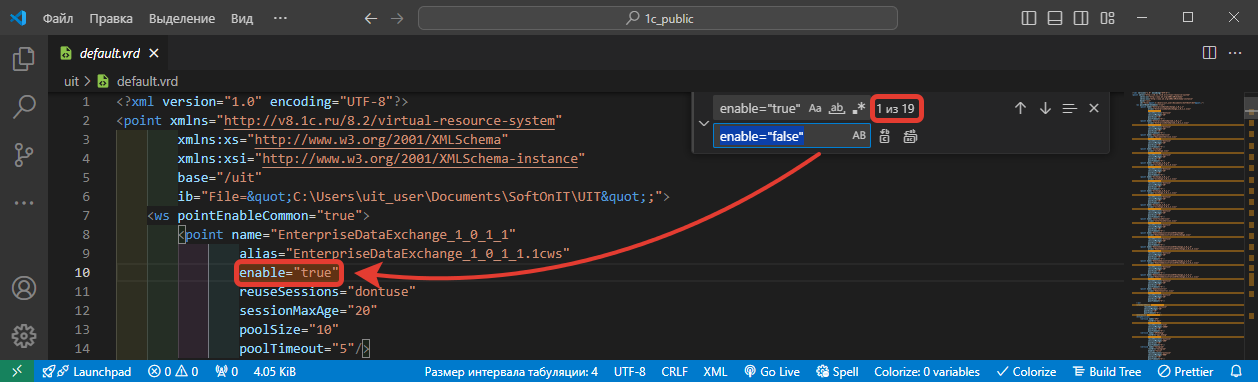 Файл Правка Выделение Вид ··· 1c_public
default.vrd
uit > default.vrd
1 <?xml version="1.0" encoding="UTF-8"?>
2 <point xmlns="http://v8.1c.ru/8.2/virtual-resource-system"
3 xmlns:xs="http://www.w3.org/2001/XMLSchema"
4 xmlns:xsi="http://www.w3.org/2001/XMLSchema-instance"
5 base="/uit"
6 ib="File=&quot;C:\Users\uit_user\Documents\SoftOnIT\UIT&quot;;">
7 <ws pointEnableCommon="true">
8 <point name="EnterpriseDataExchange_1_0_1_1"
9 alias="EnterpriseDataExchange_1_0_1_1.1cws"
10 enable="true"
11 reuseSessions="dontuse"
12 sessionMaxAge="20"
13 poolSize="10"
14 poolTimeout="5"/>
enable="true" Aa ab .* 1 из 19
enable="false" AB
Launchpad 0 0 0 4.05 KiB Размер интервала табуляции: 4 UTF-8 CRLF XML Go Live Spell Colorize: 0 variables Colorize Build Tree Prettier